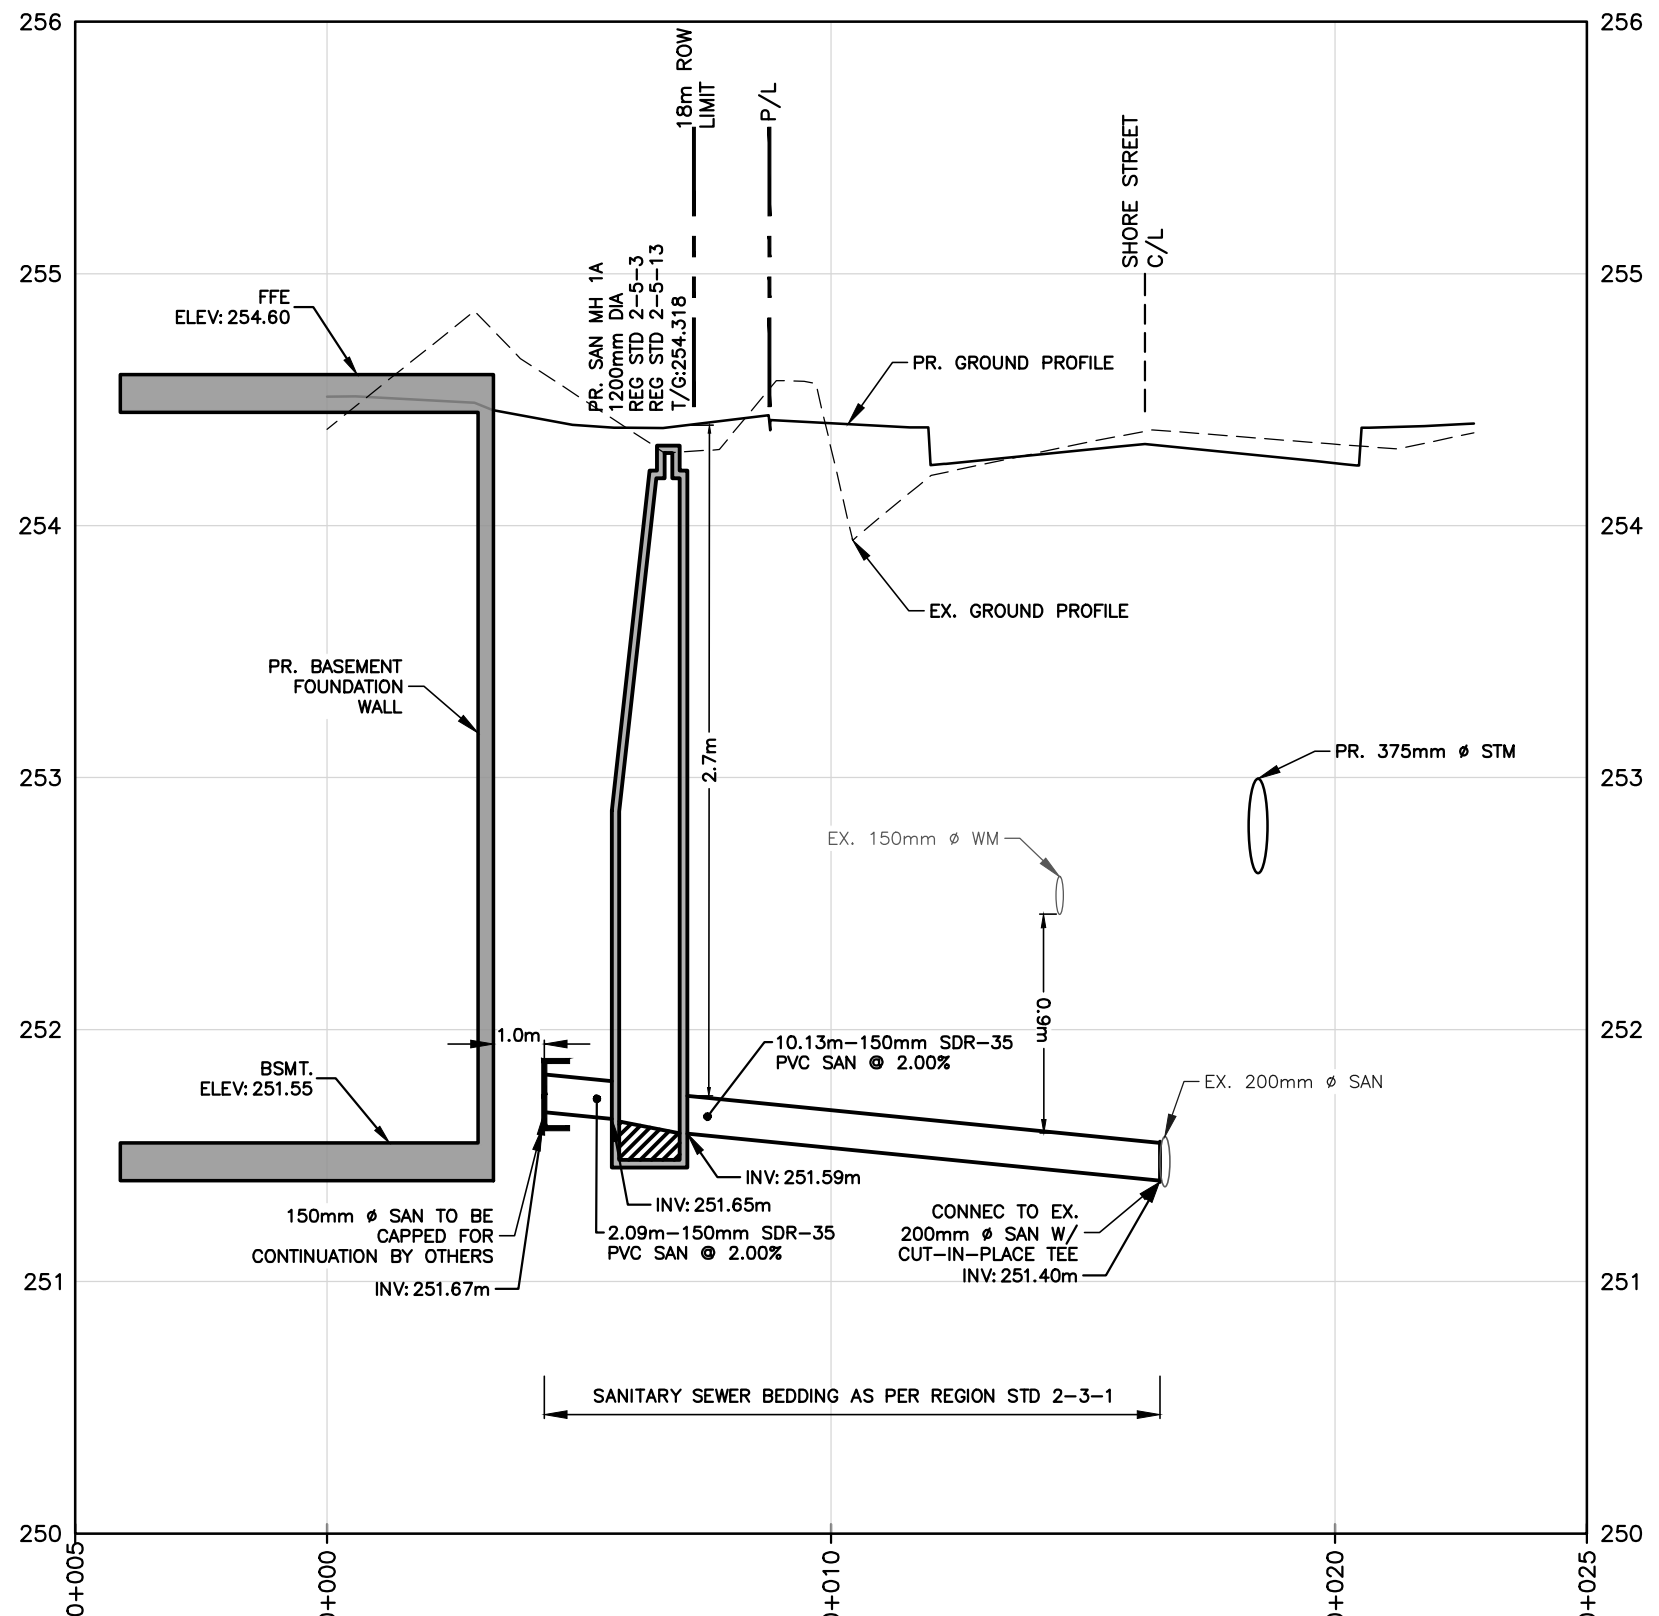 256
256
18m ROW
LIMIT
P/L
SHORE STREET
C/L
255
255
FFE
ELEV: 254.60
PR. SAN MH 1A
1200mm DIA
REG STD 2-5-3
REG STD 2-5-13
T/G:254.318
PR. GROUND PROFILE
254
254
EX. GROUND PROFILE
PR. BASEMENT
FOUNDATION
WALL
2.7m
PR. 375mm ø STM
253
253
EX. 150mm ø WM
0.9m
252
252
1.0m
10.13m-150mm SDR-35
PVC SAN @ 2.00%
BSMT.
ELEV: 251.55
EX. 200mm ø SAN
INV: 251.59m
INV: 251.65m
2.09m-150mm SDR-35
PVC SAN @ 2.00%
150mm ø SAN TO BE
CAPPED FOR
CONTINUATION BY OTHERS
INV: 251.67m
CONNEC TO EX.
200mm ø SAN W/
CUT-IN-PLACE TEE
INV: 251.40m
251
251
SANITARY SEWER BEDDING AS PER REGION STD 2-3-1
250
250
0+005
0+000
0+010
0+020
0+025